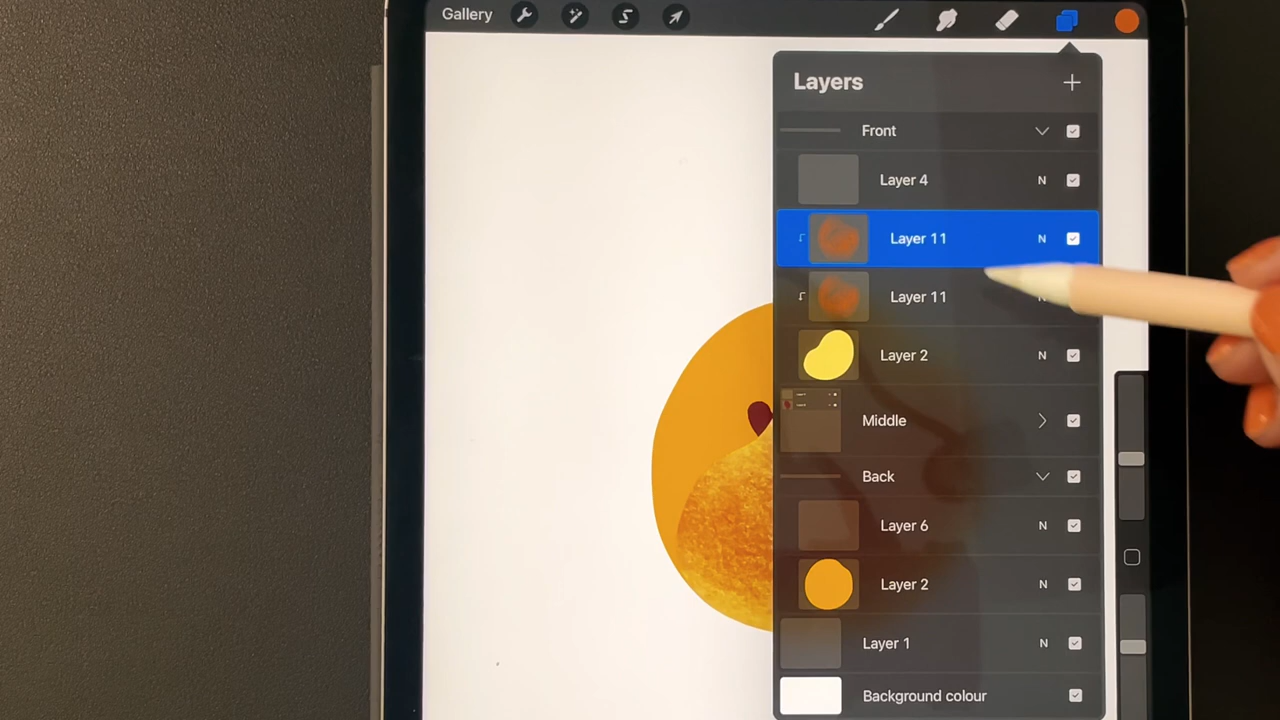 Gallery
Layers
Front
Layer 4 N
Layer 11 N
Layer 11 N
Layer 2 N
Middle
Back
Layer 6 N
Layer 2 N
Layer 1 N
Background colour